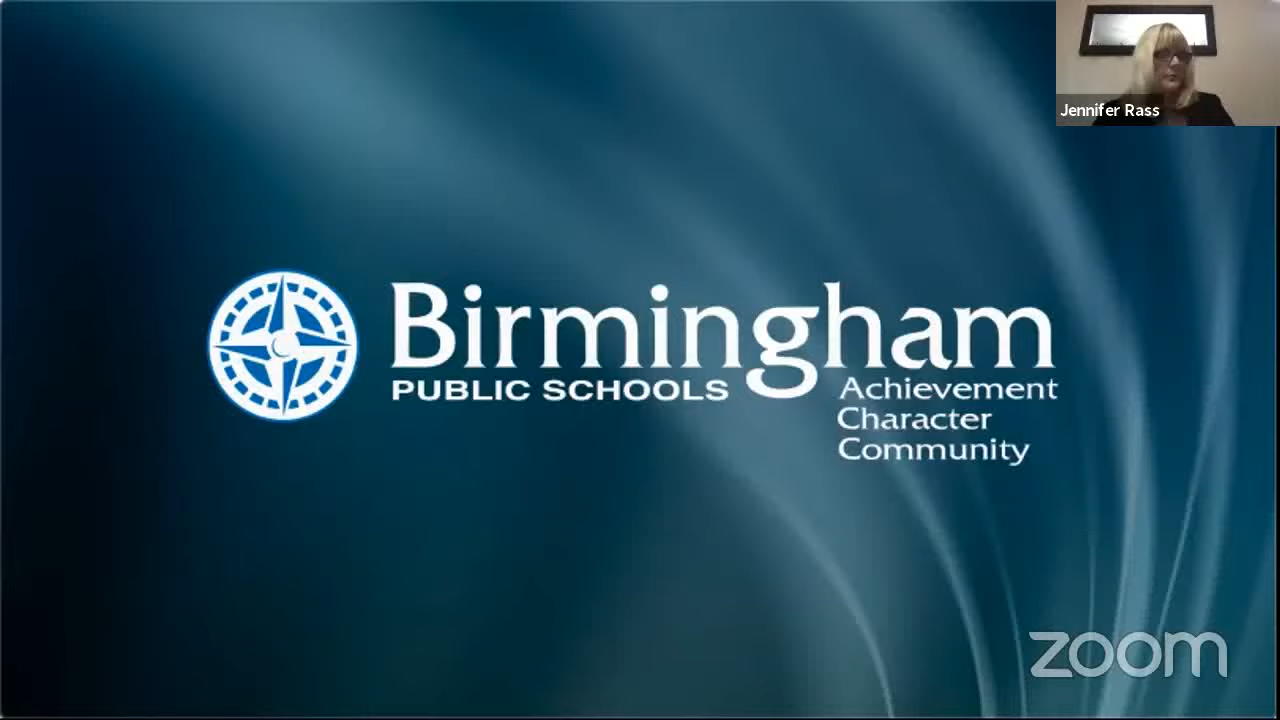 Jennifer Rass
Birmingham
PUBLIC SCHOOLS
Achievement
Character
Community
zoom